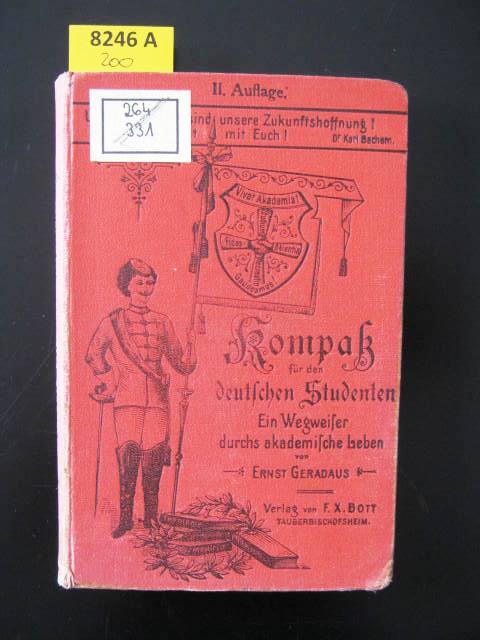 8246 A
200
264
331
II. Auflage.
sind unsere Zukunftshoffnung!
mit Euch!
Dr Karl Bachem.
Vivat Akademia!
Fides
Scientia
Gaudeamus!
Kompaß
für den
deutſchen Studenten
Ein Wegweiſer
durchs akademiſche Leben
von
ERNST GERADAUS
Verlag von F. X. BOTT
TAUBERBISCHOFSHEIM.